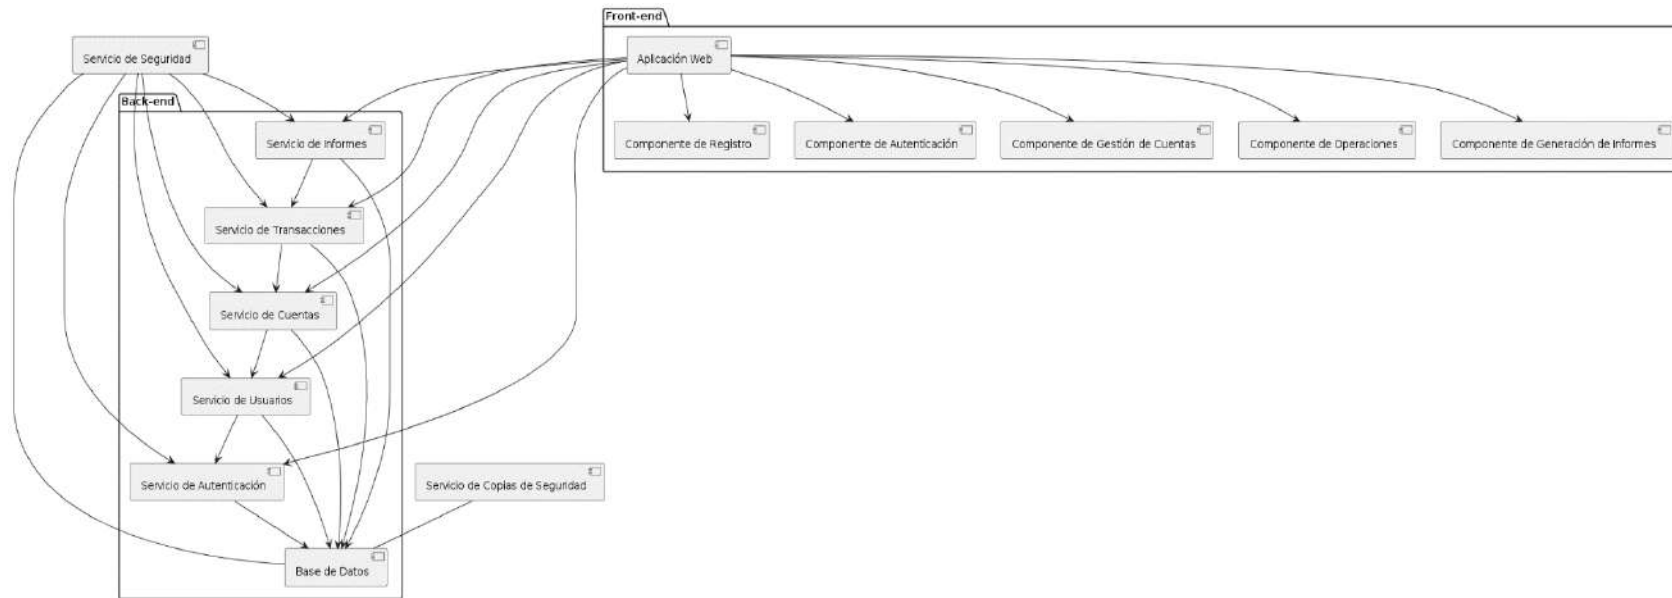 Front-end
Servicio de Seguridad
Aplicación Web
Back-end
Servicio de Informes
Componente de Registro
Componente de Autenticación
Componente de Gestión de Cuentas
Componente de Operaciones
Componente de Generación de Informes
Servicio de Transacciones
Servicio de Cuentas
Servicio de Usuarios
Servicio de Autenticación
Servicio de Copias de Seguridad
Base de Datos